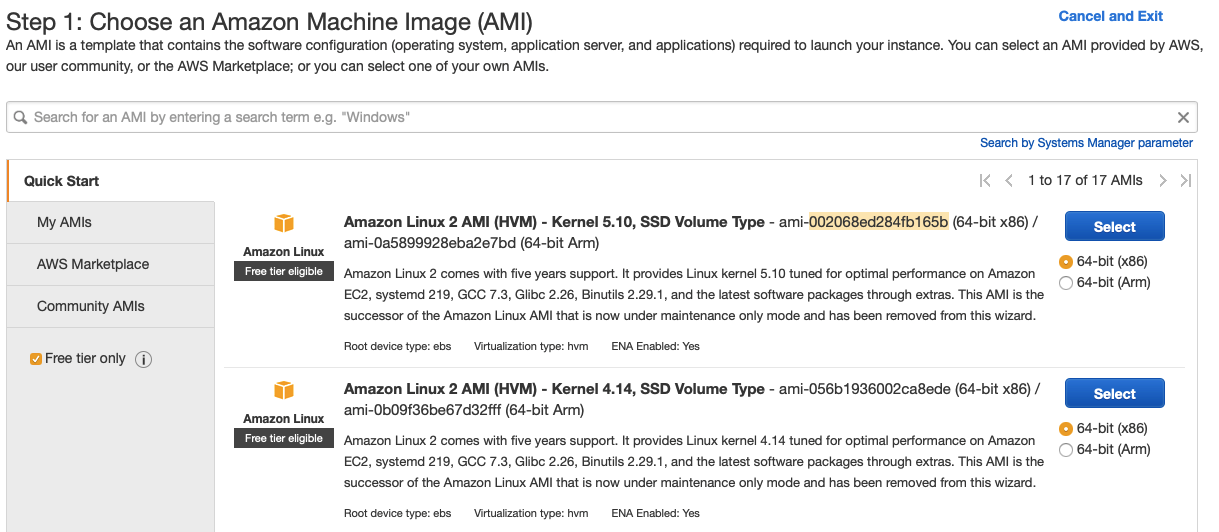 Step 1: Choose an Amazon Machine Image (AMI)
Cancel and Exit
An AMI is a template that contains the software configuration (operating system, application server, and applications) required to launch your instance. You can select an AMI provided by AWS,
our user community, or the AWS Marketplace; or you can select one of your own AMIs.
Search for an AMI by entering a search term e.g. "Windows"
Search by Systems Manager parameter
Quick Start
1 to 17 of 17 AMIs
My AMIs
AWS Marketplace
Community AMIs
Free tier only
Amazon Linux
Free tier eligible
Amazon Linux 2 AMI (HVM) - Kernel 5.10, SSD Volume Type - ami-002068ed284fb165b (64-bit x86) /
ami-0a5899928eba2e7bd (64-bit Arm)
Amazon Linux 2 comes with five years support. It provides Linux kernel 5.10 tuned for optimal performance on Amazon
EC2, systemd 219, GCC 7.3, Glibc 2.26, Binutils 2.29.1, and the latest software packages through extras. This AMI is the
successor of the Amazon Linux AMI that is now under maintenance only mode and has been removed from this wizard.
Root device type: ebs Virtualization type: hvm ENA Enabled: Yes
Select
64-bit (x86)
64-bit (Arm)
Amazon Linux
Free tier eligible
Amazon Linux 2 AMI (HVM) - Kernel 4.14, SSD Volume Type - ami-056b1936002ca8ede (64-bit x86) /
ami-0b09f36be67d32fff (64-bit Arm)
Amazon Linux 2 comes with five years support. It provides Linux kernel 4.14 tuned for optimal performance on Amazon
EC2, systemd 219, GCC 7.3, Glibc 2.26, Binutils 2.29.1, and the latest software packages through extras. This AMI is the
successor of the Amazon Linux AMI that is now under maintenance only mode and has been removed from this wizard.
Root device type: ebs Virtualization type: hvm ENA Enabled: Yes
Select
64-bit (x86)
64-bit (Arm)